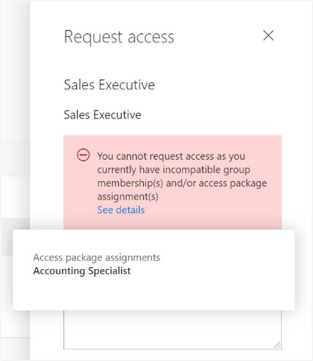 Request access
Sales Executive
Sales Executive
You cannot request access as you
currently have incompatible group
membership(s) and/or access package
assignment(s)
See details
Access package assignments
Accounting Specialist